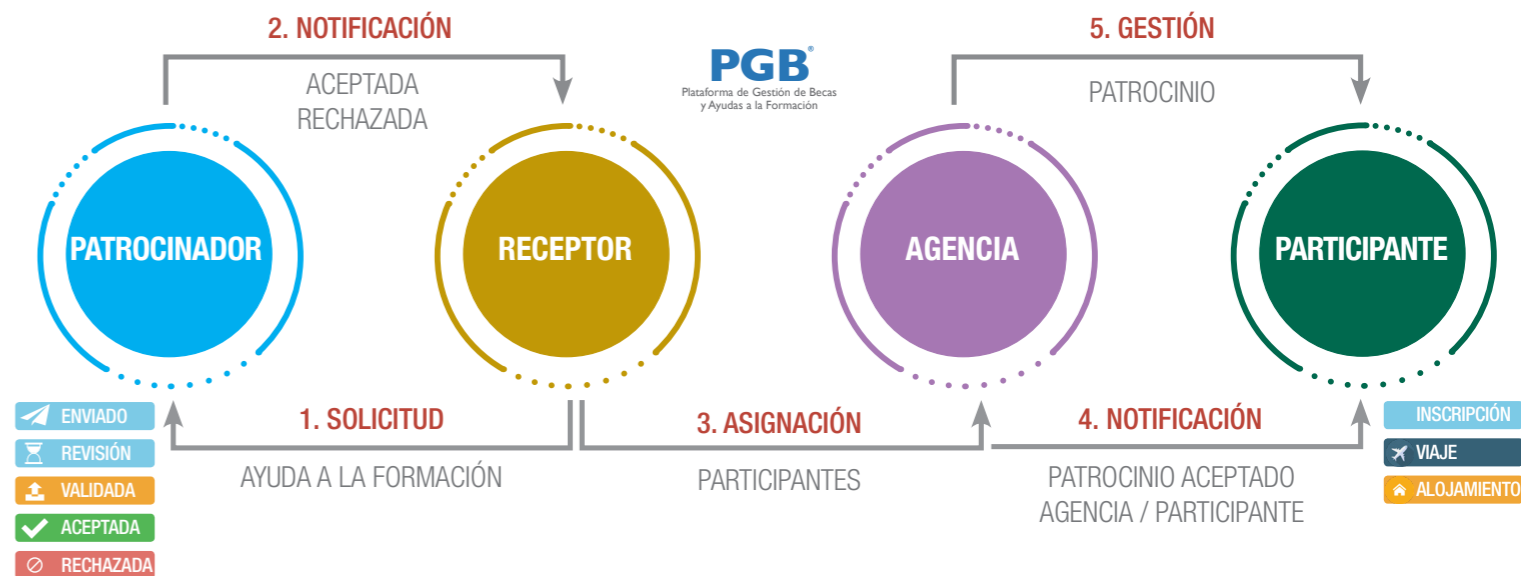 2. NOTIFICACIÓN
ACEPTADA
RECHAZADA
PGB®
Plataforma de Gestión de Becas
y Ayudas a la Formación
5. GESTIÓN
PATROCINIO
PATROCINADOR
RECEPTOR
AGENCIA
PARTICIPANTE
ENVIADO
REVISIÓN
VALIDADA
ACEPTADA
RECHAZADA
1. SOLICITUD
AYUDA A LA FORMACIÓN
3. ASIGNACIÓN
PARTICIPANTES
4. NOTIFICACIÓN
PATROCINIO ACEPTADO
AGENCIA / PARTICIPANTE
INSCRIPCIÓN
VIAJE
ALOJAMIENTO